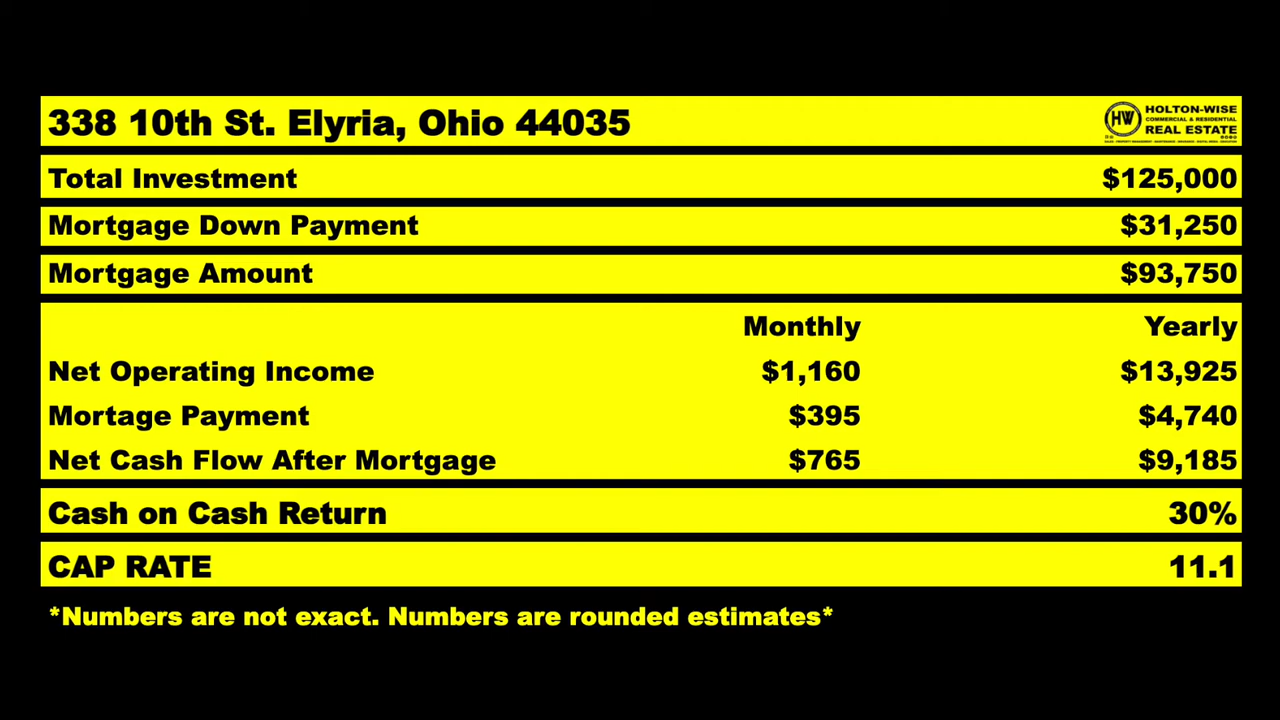 338 10th St. Elyria, Ohio 44035
HW
HOLTON-WISE
COMMERCIAL & RESIDENTIAL
REAL ESTATE
Total Investment $125,000
Mortgage Down Payment $31,250
Mortgage Amount $93,750
Monthly Yearly
Net Operating Income $1,160 $13,925
Mortage Payment $395 $4,740
Net Cash Flow After Mortgage $765 $9,185
Cash on Cash Return 30%
CAP RATE 11.1
*Numbers are not exact. Numbers are rounded estimates*